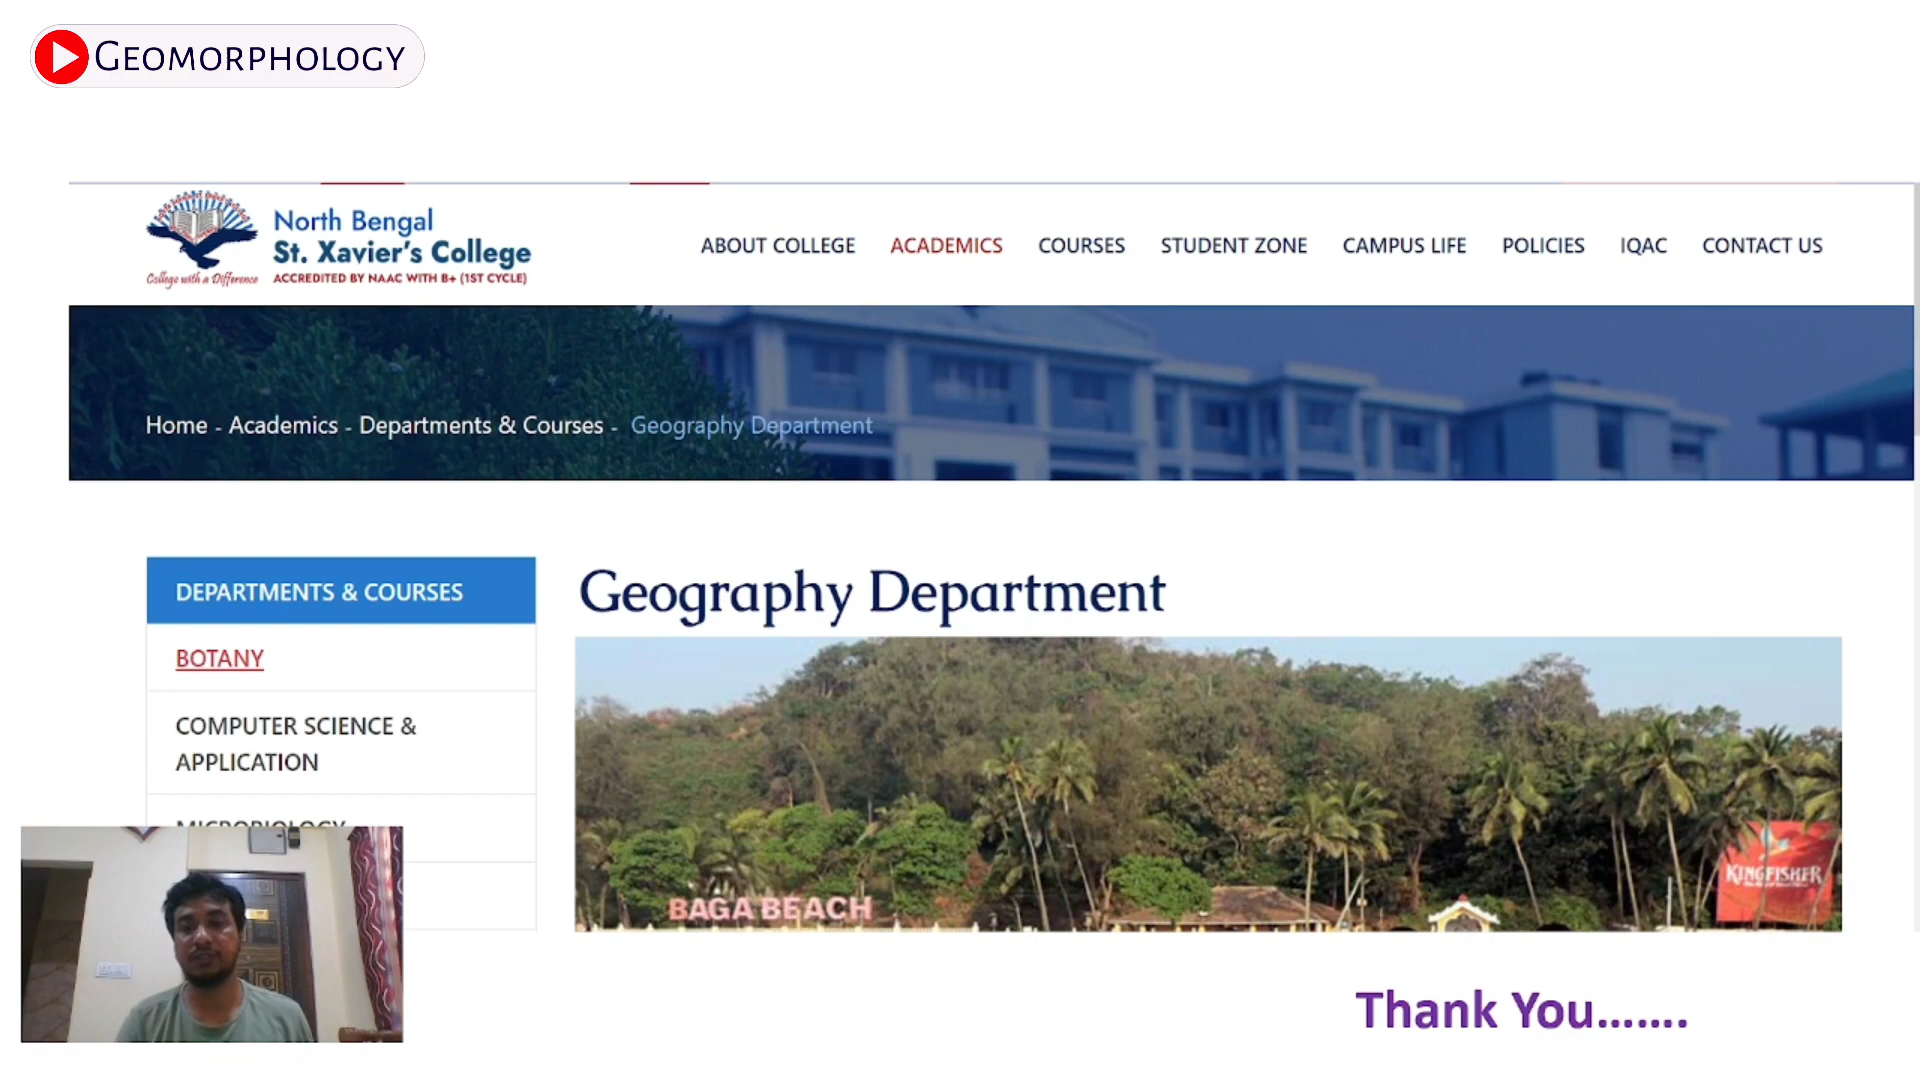 GEOMORPHOLOGY
North Bengal
St. Xavier's College
College with a Difference
ACCREDITED BY NAAC WITH B+ (1ST CYCLE)
ABOUT COLLEGE ACADEMICS COURSES STUDENT ZONE CAMPUS LIFE POLICIES IQAC CONTACT US
Home - Academics - Departments & Courses - Geography Department
DEPARTMENTS & COURSES
BOTANY
COMPUTER SCIENCE &
APPLICATION
MICROBIOLOGY
Geography Department
BAGA BEACH
KINGFISHER
Thank You.......